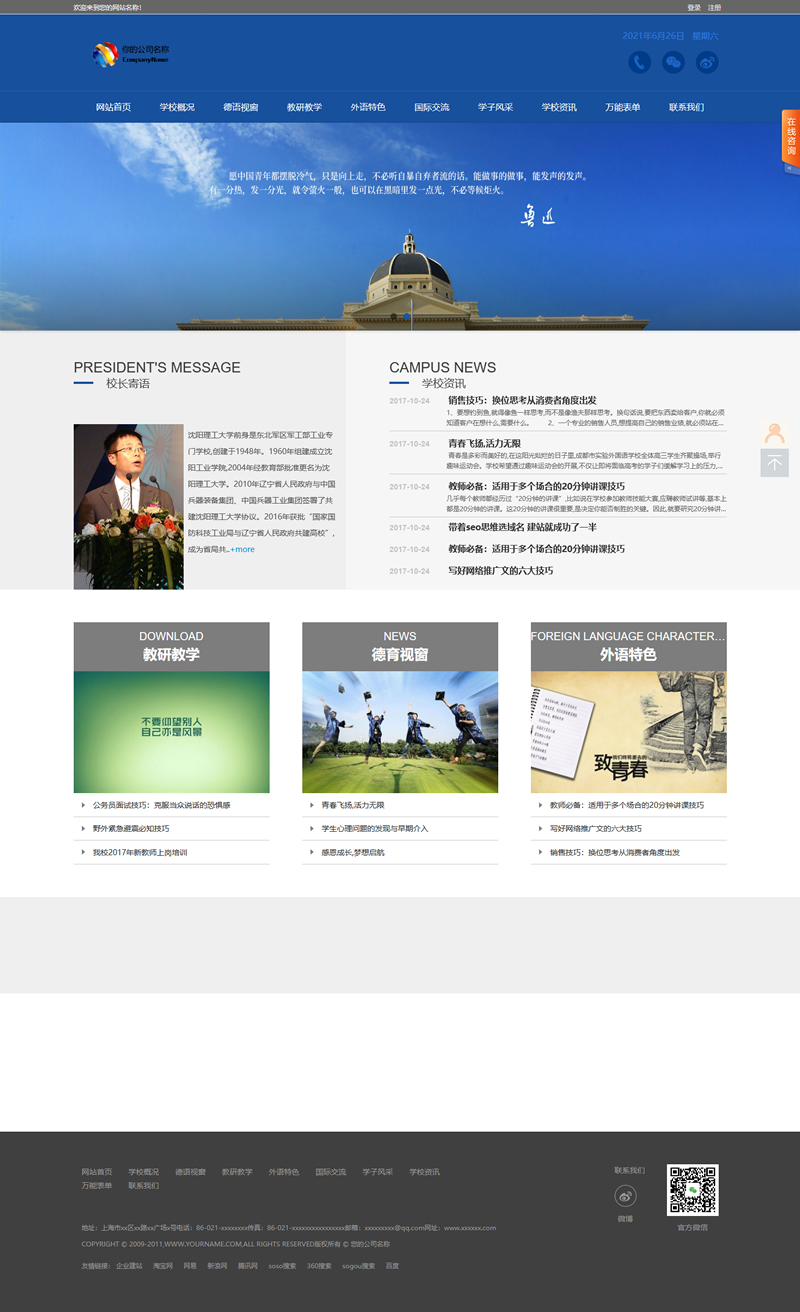 欢迎来到您的网站名称!
登录 注册
你的公司名称
CompanyName
2021年6月26日 星期六
网站首页 学校概况 德语视窗 教研教学 外语特色 国际交流 学子风采 学校资讯 万能表单 联系我们
在线咨询
愿中国青年都摆脱冷气,只是向上走,不必听自暴自弃者流的话。能做事的做事,能发声的发声。
有一分热,发一分光,就令萤火一般,也可以在黑暗里发一点光,不必等候炬火。
鲁迅
PRESIDENT'S MESSAGE
校长寄语
沈阳理工大学前身是东北军区军工部工业专
门学校,创建于1948年。1960年组建成立沈
阳工业学院,2004年经教育部批准更名为沈
阳理工大学。2010年辽宁省人民政府与中国
兵器装备集团、中国兵器工业集团签署了共
建沈阳理工大学协议。2016年获批“国家国
防科技工业局与辽宁省人民政府共建高校”,
成为省局共...+more
CAMPUS NEWS
学校资讯
2017-10-24 销售技巧:换位思考从消费者角度出发
1、要想钓到鱼,就得像鱼一样思考,而不是像渔夫那样思考。换句话说,要把东西卖给客户,你就必须
知道客户在想什么,需要什么。 2、一个专业的销售人员,想提高自己的销售业绩,就必须站在...
2017-10-24 青春飞扬,活力无限
青春是多彩而美好的,在这阳光灿烂的日子里,成都市实验外国语学校全体高三学生齐聚操场,举行
趣味运动会。学校希望通过趣味运动会的开展,不仅让即将面临高考的学子们缓解学习上的压力,...
2017-10-24 教师必备:适用于多个场合的20分钟讲课技巧
几乎每个教师都经历过“20分钟的讲课”,比如说在学校参加教师技能大赛,应聘教师试讲等,基本上
都是20分钟的讲课。这20分钟的讲课很重要,是决定你能否制胜的关键。因此,就要研究20分钟讲...
2017-10-24 带着seo思维选域名 建站就成功了一半
2017-10-24 教师必备:适用于多个场合的20分钟讲课技巧
2017-10-24 写好网络推广文的六大技巧
DOWNLOAD
教研教学
不要仰望别人
自己亦是风景
公务员面试技巧:克服当众说话的恐惧感
野外紧急避震必知技巧
我校2017年新教师上岗培训
NEWS
德育视窗
青春飞扬,活力无限
学生心理问题的发现与早期介入
感恩成长,梦想启航
FOREIGN LANGUAGE CHARACTER...
外语特色
致青春
教师必备:适用于多个场合的20分钟讲课技巧
写好网络推广文的六大技巧
销售技巧:换位思考从消费者角度出发
网站首页 学校概况 德语视窗 教研教学 外语特色 国际交流 学子风采 学校资讯
万能表单 联系我们
联系我们
微博
官方微信
地址:上海市xx区xx路xx广场x号电话:86-021-xxxxxxxx传真:86-021-xxxxxxxxxxxxxxxx邮箱:xxxxxxxxx@qq.com网址:www.xxxxxx.com
COPYRIGHT © 2009-2011,WWW.YOURNAME.COM,ALL RIGHTS RESERVED版权所有 © 您的公司名称
友情链接: 企业建站 淘宝网 网易 新浪网 腾讯网 soso搜索 360搜索 sogou搜索 百度